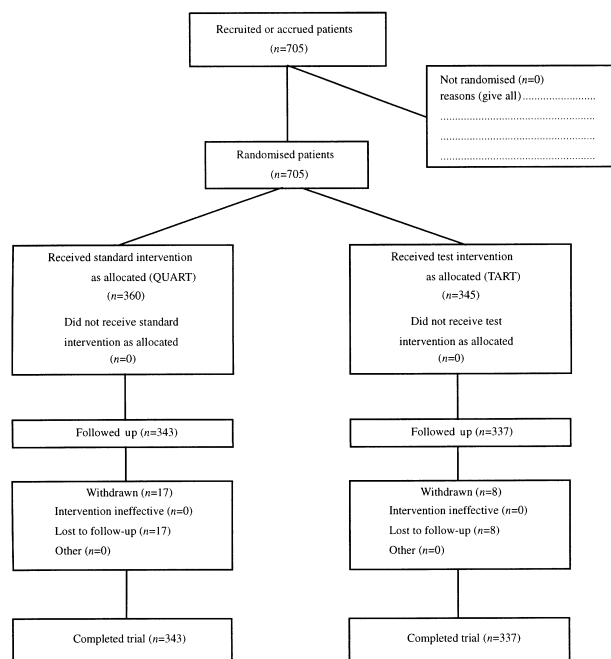 Recruited or accrued patients
(n=705)
Not randomised (n=0)
reasons (give all)..........................
......................................................
......................................................
......................................................
Randomised patients
(n=705)
Received standard intervention
as allocated (QUART)
(n=360)
Did not receive standard
intervention as allocated
(n=0)
Received test intervention
as allocated (TART)
(n=345)
Did not receive test
intervention as allocated
(n=0)
Followed up (n=343)
Followed up (n=337)
Withdrawn (n=17)
Intervention ineffective (n=0)
Lost to follow-up (n=17)
Other (n=0)
Withdrawn (n=8)
Intervention ineffective (n=0)
Lost to follow-up (n=8)
Other (n=0)
Completed trial (n=343)
Completed trial (n=337)